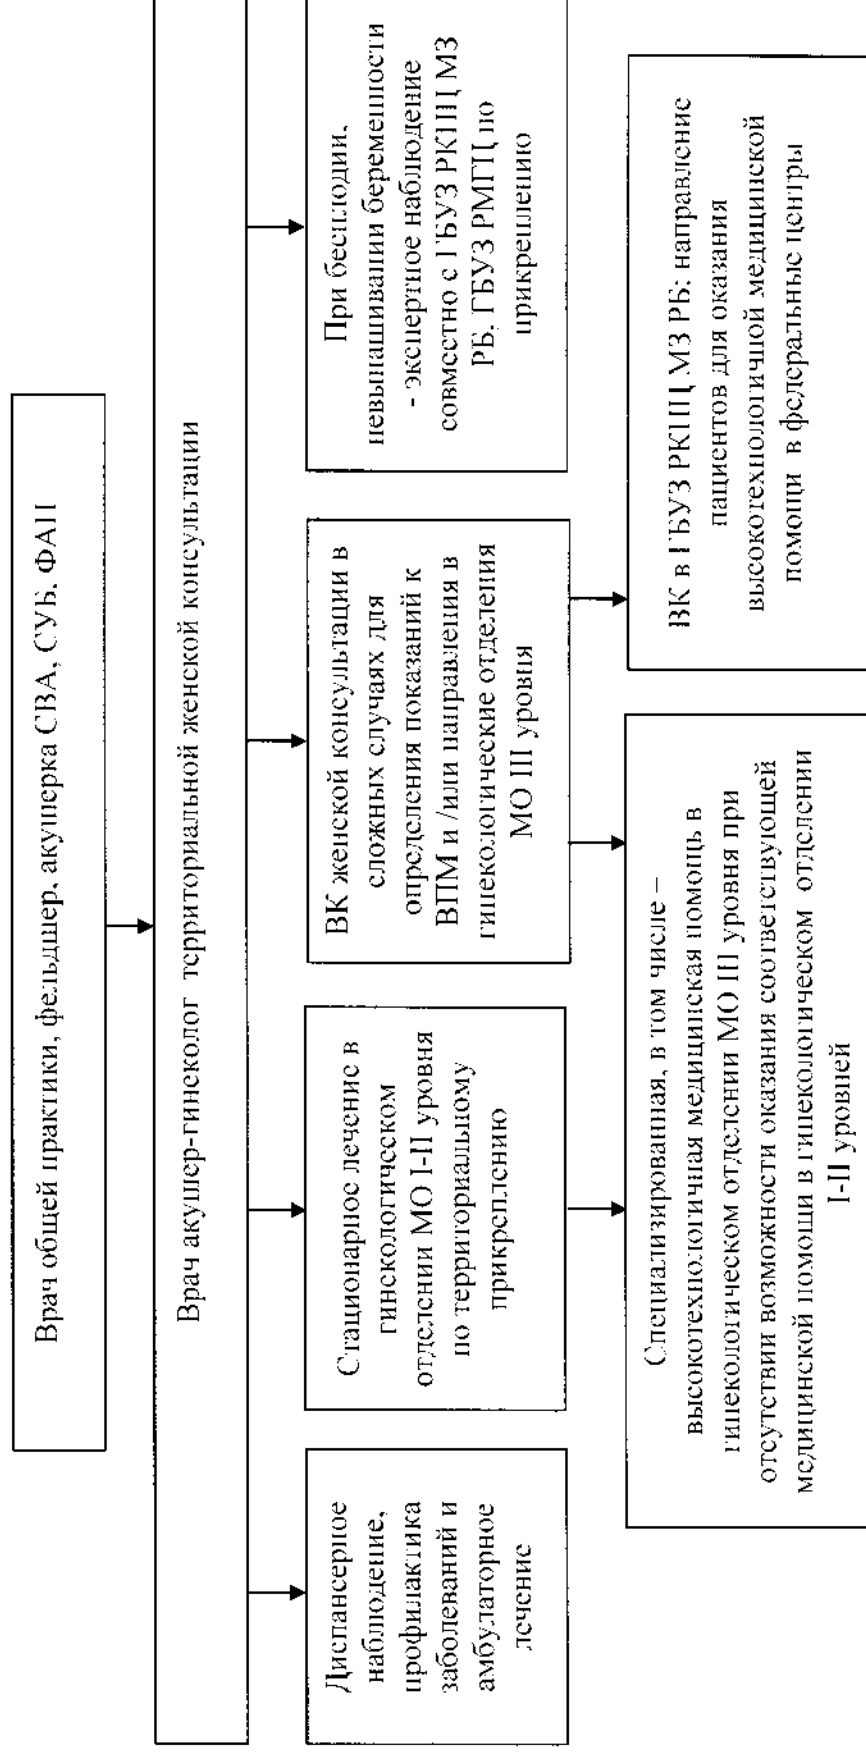 Врач общей практики, фельдшер, акушерка СВА, СУБ, ФАП
Врач акушер-гинеколог территориальной женской консультации
Диспансерное
наблюдение,
профилактика
заболеваний и
амбулаторное
лечение
Стационарное лечение в
гинекологическом
отделении МО I-II уровня
по территориальному
прикреплению
ВК женской консультации в
сложных случаях для
определения показаний к
ВПМ и /или направления в
гинекологические отделения
МО III уровня
При бесплодии,
невынашивании беременности
- экспертное наблюдение
совместно с ГБУЗ РКПЦ МЗ
РБ, ГБУЗ РМГЦ по
прикреплению
Специализированная, в том числе –
высокотехнологичная медицинская помощь в
гинекологическом отделении МО III уровня при
отсутствии возможности оказания соответствующей
медицинской помощи в гинекологическом отделении
I-II уровней
ВК в ГБУЗ РКПЦ МЗ РБ: направление
пациентов для оказания
высокотехнологичной медицинской
помощи в федеральные центры